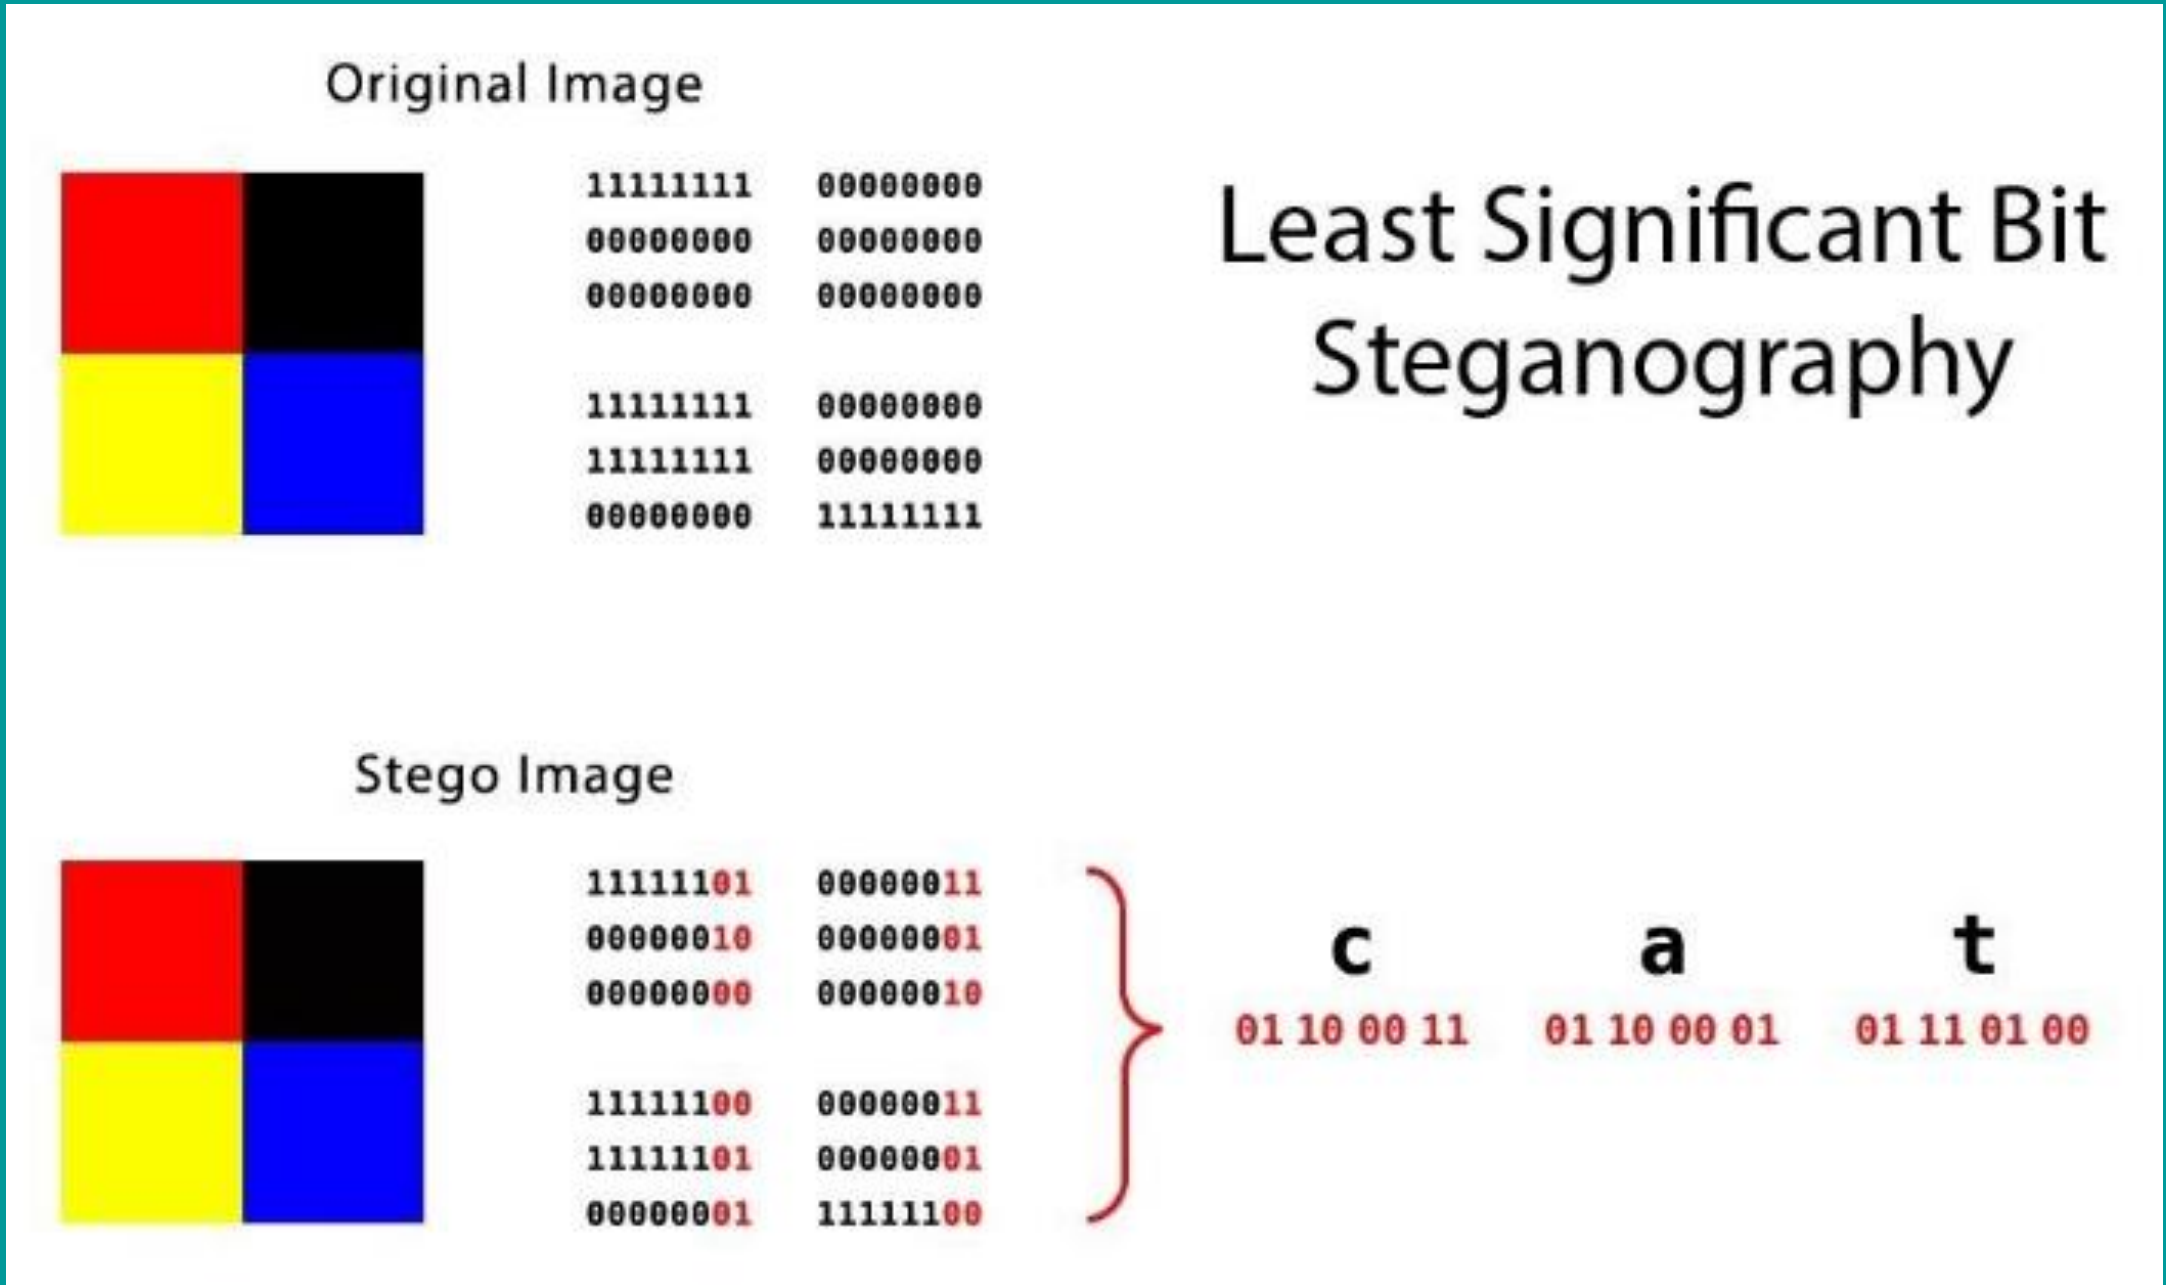 Original Image
11111111 00000000
00000000 00000000
00000000 00000000
11111111 00000000
11111111 00000000
00000000 11111111
Least Significant Bit
Steganography
Stego Image
11111101 00000011
00000010 00000001
00000000 00000010
11111100 00000011
11111101 00000001
00000001 11111100
c a t
01 10 00 11 01 10 00 01 01 11 01 00